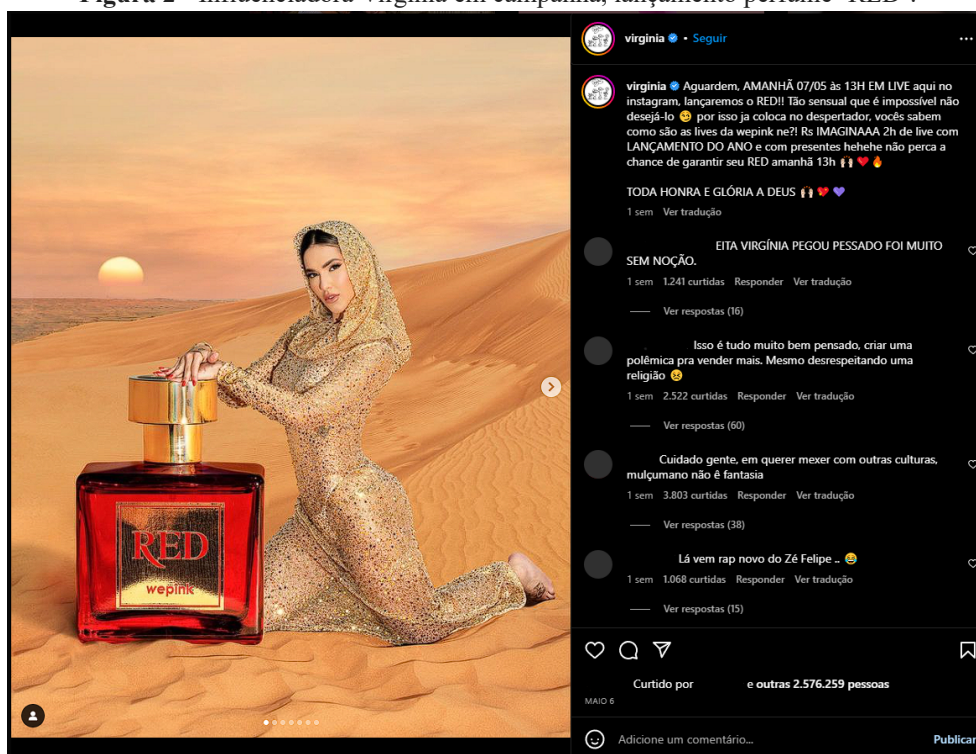 Figura 2 - Influenciadora Virgínia em campanha, lançamento perfume "RED".
virginia • Seguir
virginia Aguardem, AMANHÃ 07/05 às 13H EM LIVE aqui no
instagram, lançaremos o RED!! Tão sensual que é impossível não
desejá-lo 😏 por isso ja coloca no despertador, vocês sabem
como são as lives da wepink ne?! Rs IMAGINAAA 2h de live com
LANÇAMENTO DO ANO e com presentes hehehe não perca a
chance de garantir seu RED amanhã 13h 🙌❤️🔥
TODA HONRA E GLÓRIA A DEUS 🙌❤️💜
1 sem Ver tradução
EITA VIRGÍNIA PEGOU PESSADO FOI MUITO
SEM NOÇÃO.
1 sem 1.241 curtidas Responder Ver tradução
Ver respostas (16)
Isso é tudo muito bem pensado, criar uma
polêmica pra vender mais. Mesmo desrespeitando uma
religião 😣
1 sem 2.522 curtidas Responder Ver tradução
Ver respostas (60)
Cuidado gente, em querer mexer com outras culturas,
mulçumano não ê fantasia
1 sem 3.803 curtidas Responder Ver tradução
Ver respostas (38)
Lá vem rap novo do Zé Felipe .. 😂
1 sem 1.068 curtidas Responder Ver tradução
Ver respostas (15)
Curtido por e outras 2.576.259 pessoas
MAIO 6
Adicione um comentário... Publicar
RED
wepink